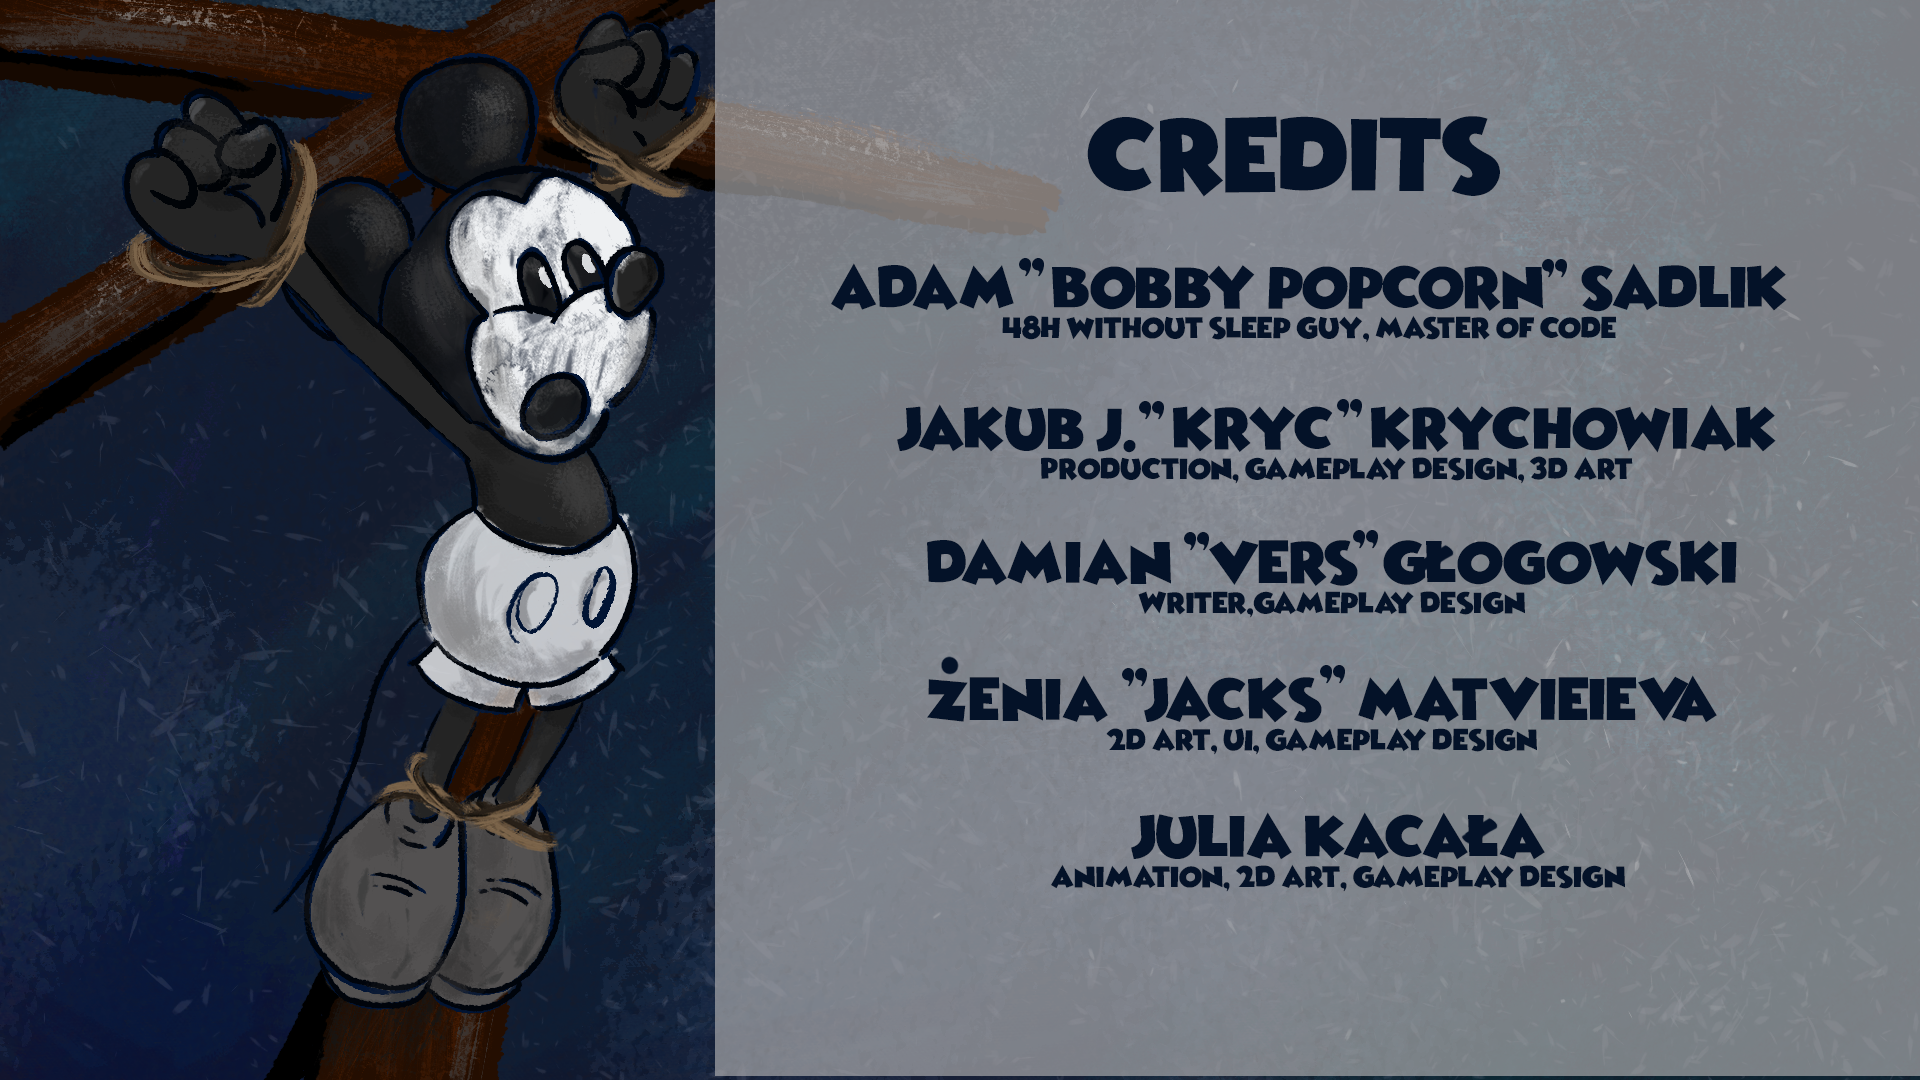 CREDITS
ADAM "BOBBY POPCORN" SADLIK
48H WITHOUT SLEEP GUY, MASTER OF CODE
JAKUB J. "KRYC" KRYCHOWIAK
PRODUCTION, GAMEPLAY DESIGN, 3D ART
DAMIAN "VERS" GŁOGOWSKI
WRITER,GAMEPLAY DESIGN
ŻENIA "JACKS" MATVIEIEVA
2D ART, UI, GAMEPLAY DESIGN
JULIA KACAŁA
ANIMATION, 2D ART, GAMEPLAY DESIGN